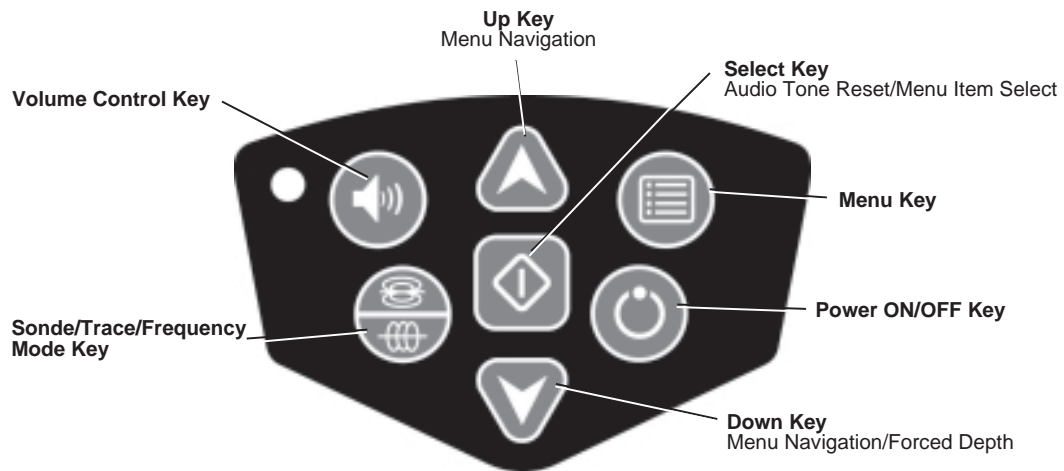 Up Key
Menu Navigation
Select Key
Audio Tone Reset/Menu Item Select
Volume Control Key
Menu Key
Sonde/Trace/Frequency
Mode Key
Power ON/OFF Key
Down Key
Menu Navigation/Forced Depth